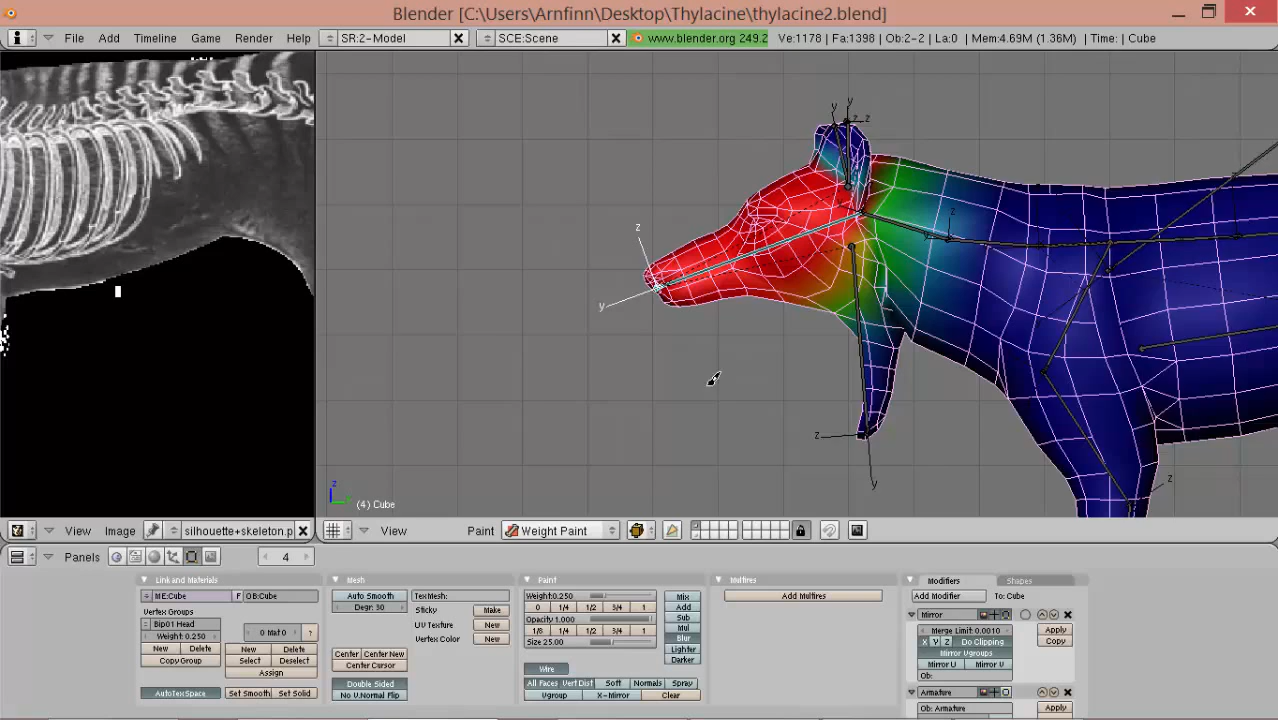 Blender [C:\Users\Arnfinn\Desktop\Thylacine\thylacine2.blend]
File Add Timeline Game Render Help SR:2-Model SCE:Scene www.blender.org 249.2 Ve:1178 | Fa:1398 | Ob:2-2 | La:0 | Mem:4.69M (1.36M) | Time: | Cube
y y
z z
z
z
y
z
z
y
z
(4) Cube
View Image silhouette+skeleton.p View Paint Weight Paint
Panels 4
Link and Materials Mesh Paint Multires Modifiers Shapes
ME:Cube F OB:Cube Auto Smooth TexMesh: Weight:0.250 Mix Add Multires Add Modifier To: Cube
Vertex Groups Degr: 30 Sticky Make 0 1/4 1/2 3/4 1 Add Mirror Apply
Bip01 Head 0 Mat 0 ? UV Texture New Opacity 1.000 Sub Merge Limit: 0.0010 Copy
Weight: 0.250 Vertex Color New 1/8 1/4 1/2 3/4 1 Mul X Y Z Do Clipping
New Delete New Delete Center Center New Size 25.00 Blur Mirror Vgroups
Copy Group Select Deselect Center Cursor Lighter Mirror U Mirror V
Assign Wire Darker Ob:
AutoTexSpace Set Smooth Set Solid Double Sided All Faces Vert Dist Soft Normals Spray Armature Apply
No V.Normal Flip Vgroup X-Mirror Clear Ob: Armature